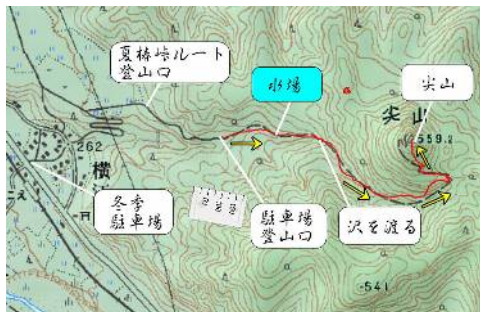 夏椿峠ルート
登山口
水場
尖山
尖山
559.2
262
横
冬季
駐車場
駐車場
登山口
沢を渡る
-541